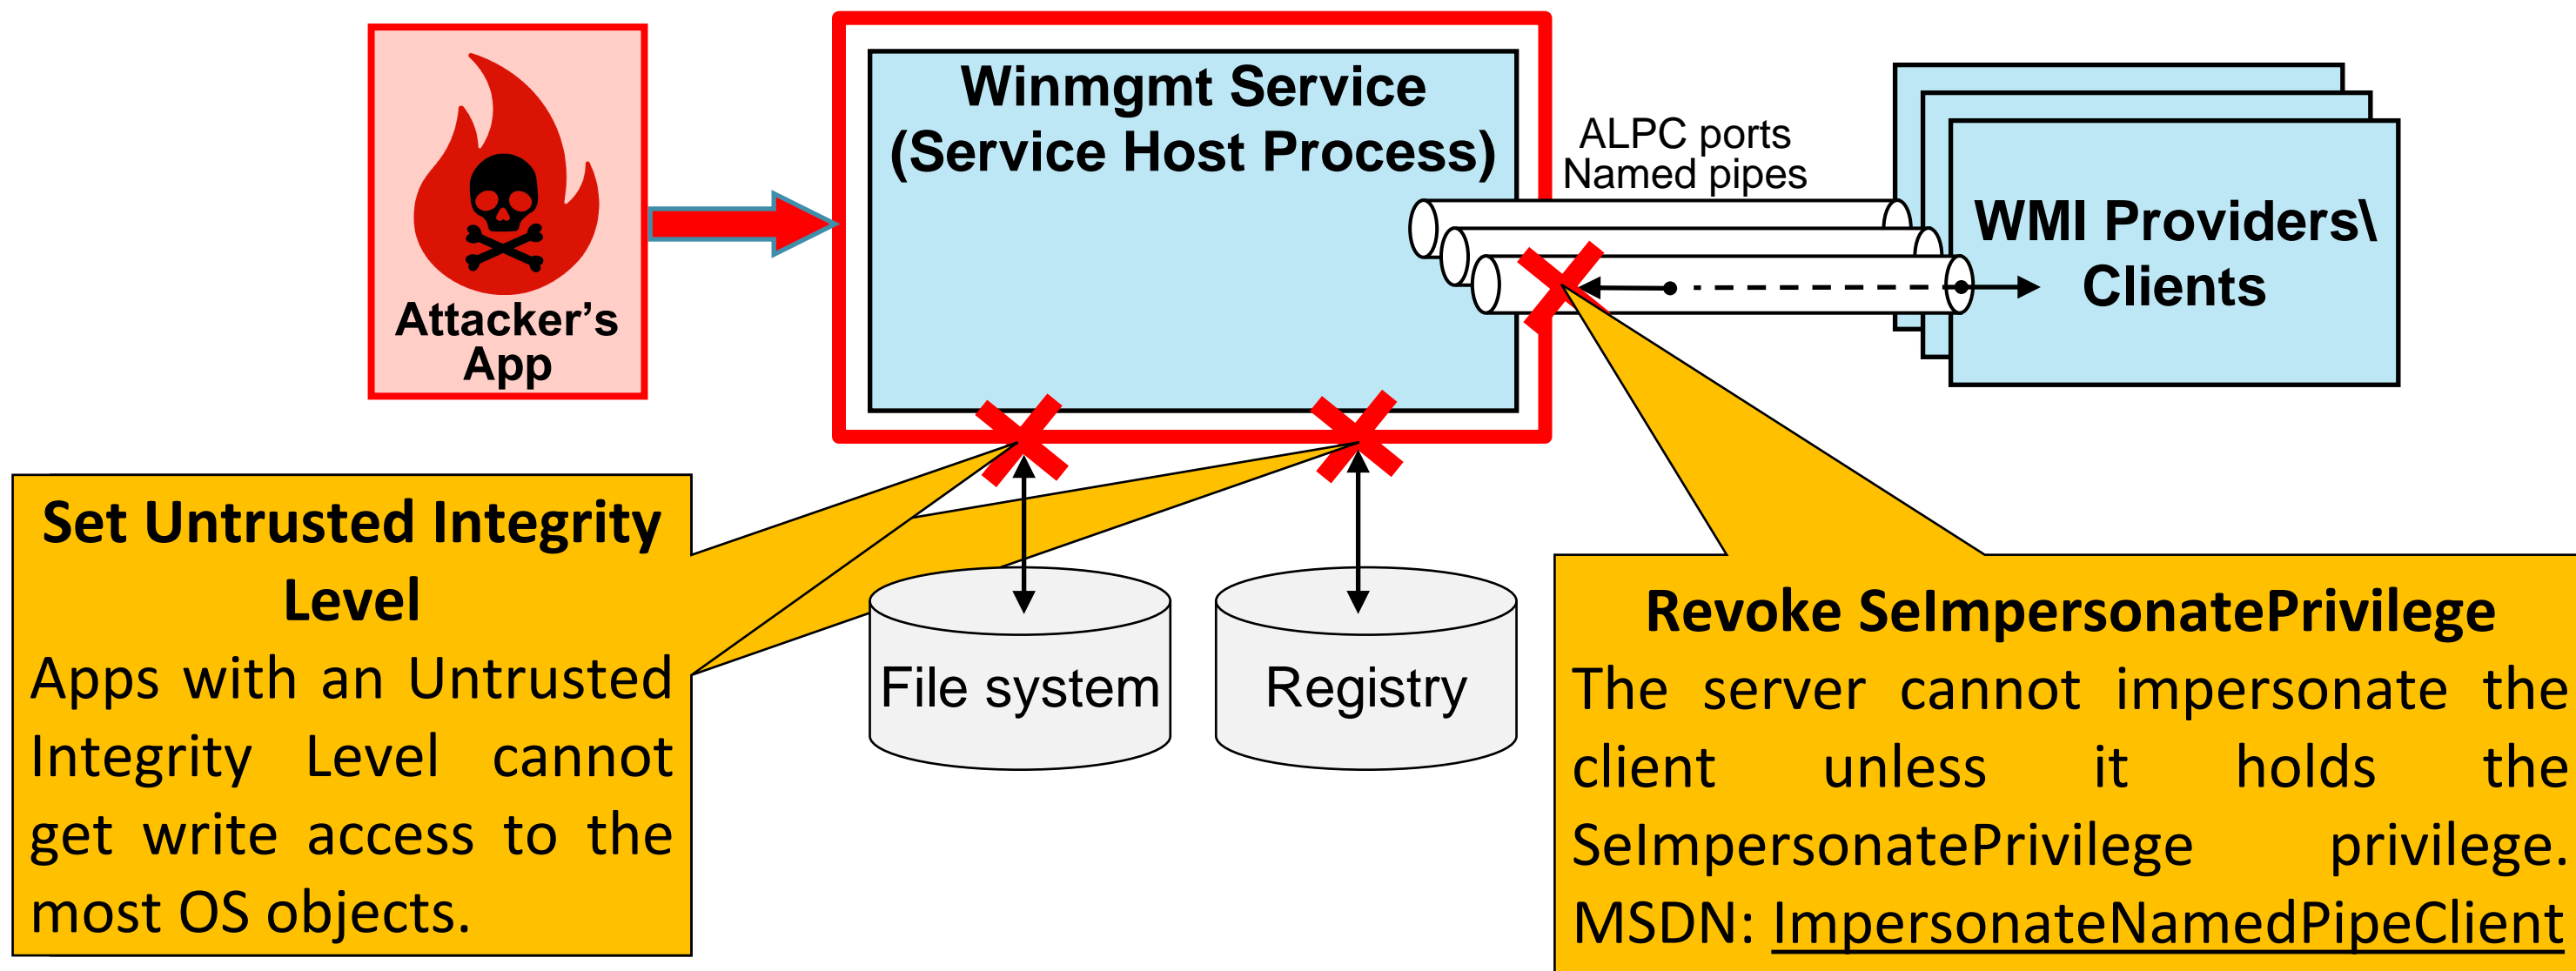 Winmgmt Service
(Service Host Process)
ALPC ports
Named pipes
WMI Providers\
Clients
Attacker’s
App
Set Untrusted Integrity
Level
Apps with an Untrusted
Integrity Level cannot
get write access to the
most OS objects.
File system
Registry
Revoke SeImpersonatePrivilege
The server cannot impersonate the
client unless it holds the
SeImpersonatePrivilege privilege.
MSDN: ImpersonateNamedPipeClient